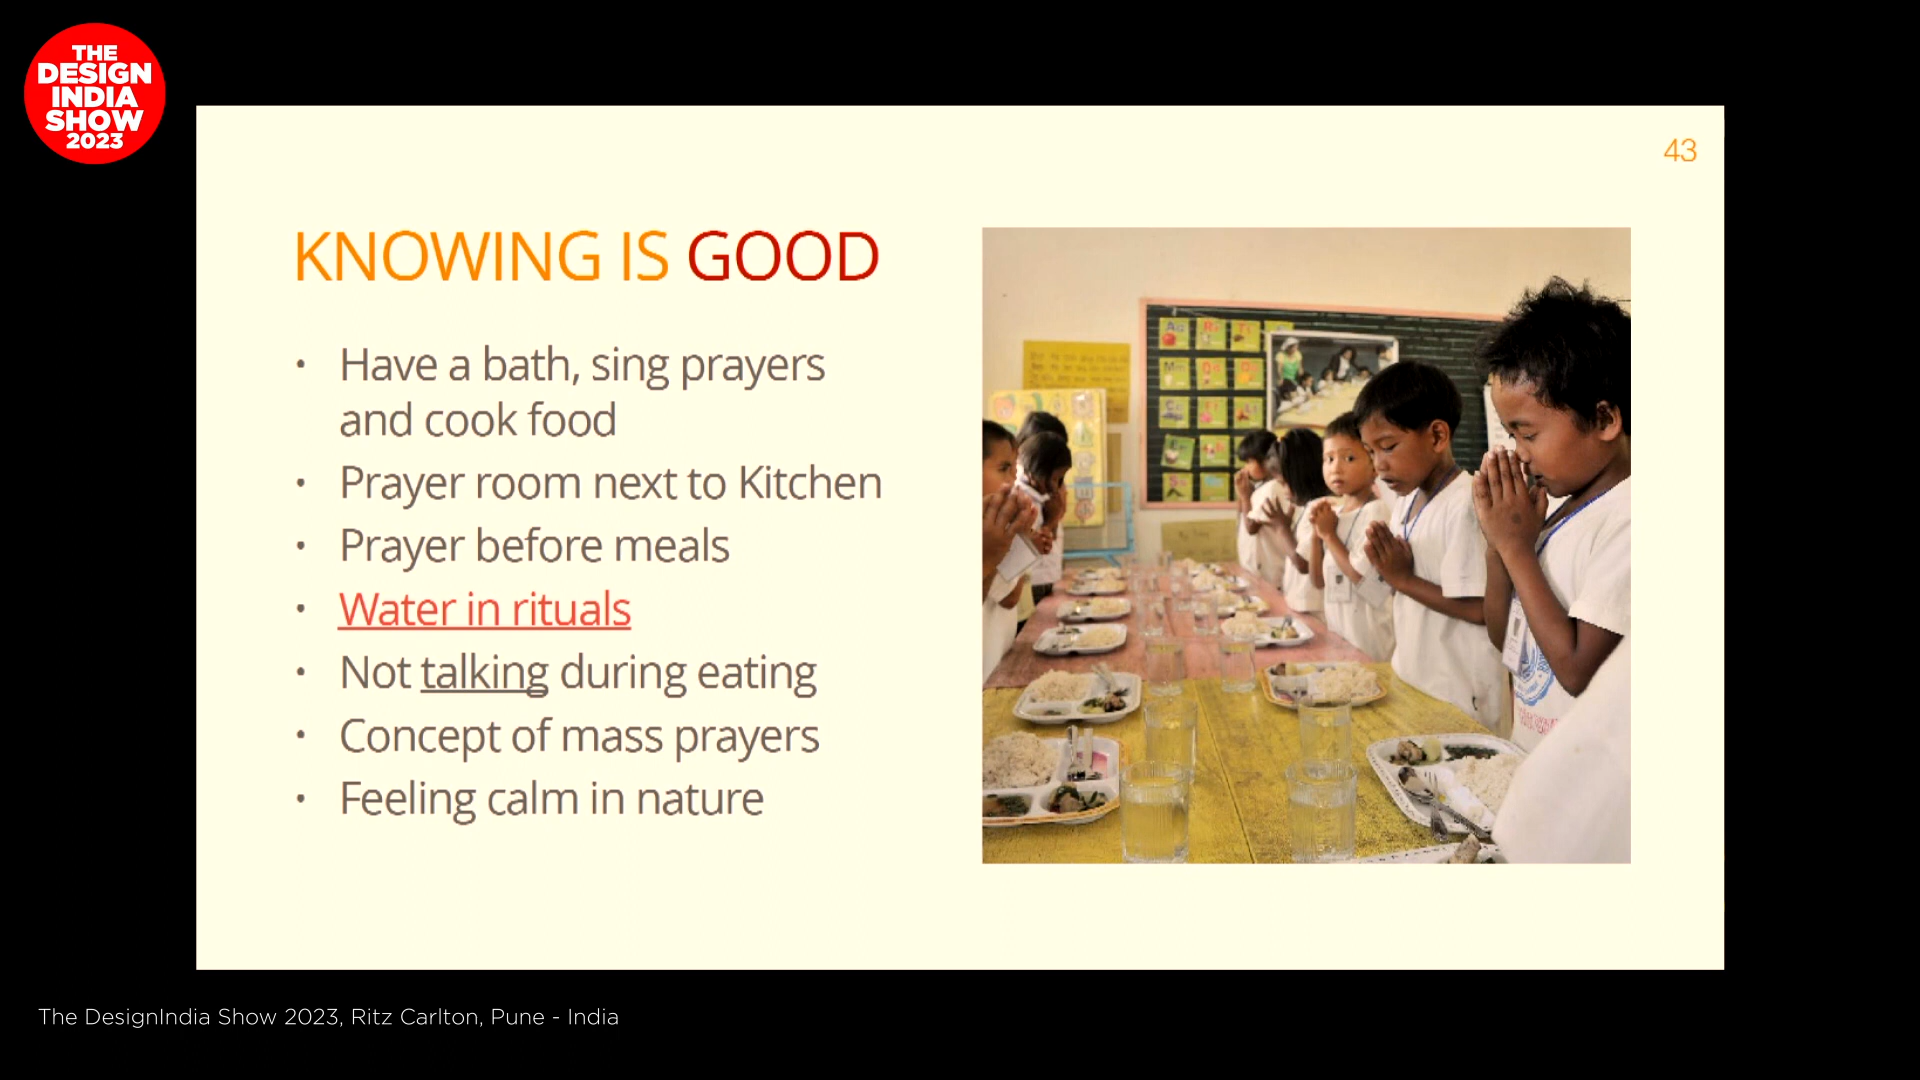 THE
DESIGN
INDIA
SHOW
2023
43
KNOWING IS GOOD
• Have a bath, sing prayers
and cook food
• Prayer room next to Kitchen
• Prayer before meals
• Water in rituals
• Not talking during eating
• Concept of mass prayers
• Feeling calm in nature
The DesignIndia Show 2023, Ritz Carlton, Pune - India